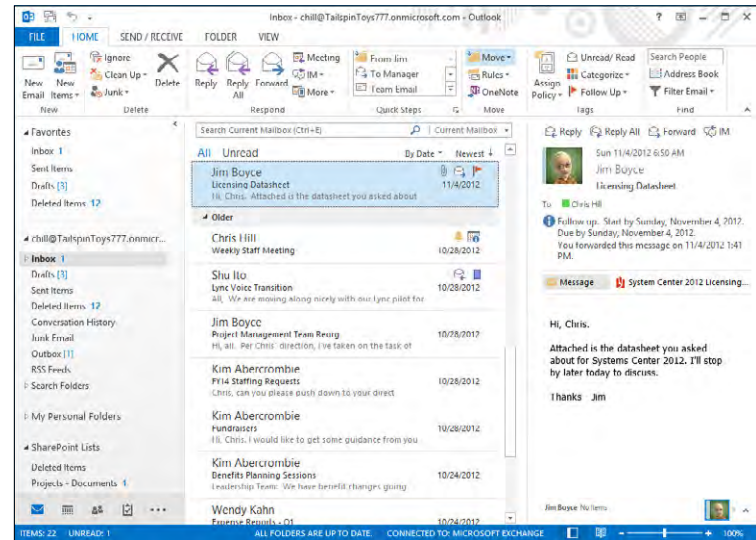 Inbox - chill@TailspinToys777.onmicrosoft.com - Outlook
FILE HOME SEND / RECEIVE FOLDER VIEW
New Email
New Items
Ignore
Clean Up
Junk
Delete
Reply
Reply All
Forward
Meeting
IM
More
From Jim
To Manager
Team Email
Move
Rules
OneNote
Assign Policy
Unread/ Read
Categorize
Follow Up
Search People
Address Book
Filter Email
New Delete Respond Quick Steps Move Tags Find
Favorites
Inbox 1
Sent Items
Drafts [3]
Deleted Items 12
chill@TailspinToys777.onmicr...
Inbox 1
Drafts [3]
Sent Items
Deleted Items 12
Conversation History
Junk Email
Outbox [1]
RSS Feeds
Search Folders
My Personal Folders
SharePoint Lists
Deleted Items
Projects - Documents 1
Search Current Mailbox (Ctrl+E) Current Mailbox
All Unread By Date Newest
Jim Boyce
Licensing Datasheet 11/4/2012
Hi, Chris. Attached is the datasheet you asked about
Older
Chris Hill
Weekly Staff Meeting 10/28/2012
Shu Ito
Lync Voice Transition 10/28/2012
All, We are moving along nicely with our Lync pilot for
Jim Boyce
Project Management Team Reorg 10/28/2012
Hi, all. Per Chris' direction, I've taken on the task of
Kim Abercrombie
FY14 Staffing Requests 10/28/2012
Chris, can you please push down to your direct
Kim Abercrombie
Fundraisers 10/28/2012
Hi, Chris. I would like to get some guidance from you
Kim Abercrombie
Benefits Planning Sessions 10/24/2012
Leadership Team: We have benefit changes going
Wendy Kahn
Expense Reports - Q1 10/24/2012
Reply Reply All Forward IM
Sun 11/4/2012 6:50 AM
Jim Boyce
Licensing Datasheet
To Chris Hill
Follow up. Start by Sunday, November 4, 2012.
Due by Sunday, November 4, 2012.
You forwarded this message on 11/4/2012 1:41
PM.
Message System Center 2012 Licensing...
Hi, Chris.
Attached is the datasheet you asked
about for Systems Center 2012. I'll stop
by later today to discuss.
Thanks Jim
Jim Boyce No Items
ITEMS: 22 UNREAD: 1 ALL FOLDERS ARE UP TO DATE. CONNECTED TO: MICROSOFT EXCHANGE 100%